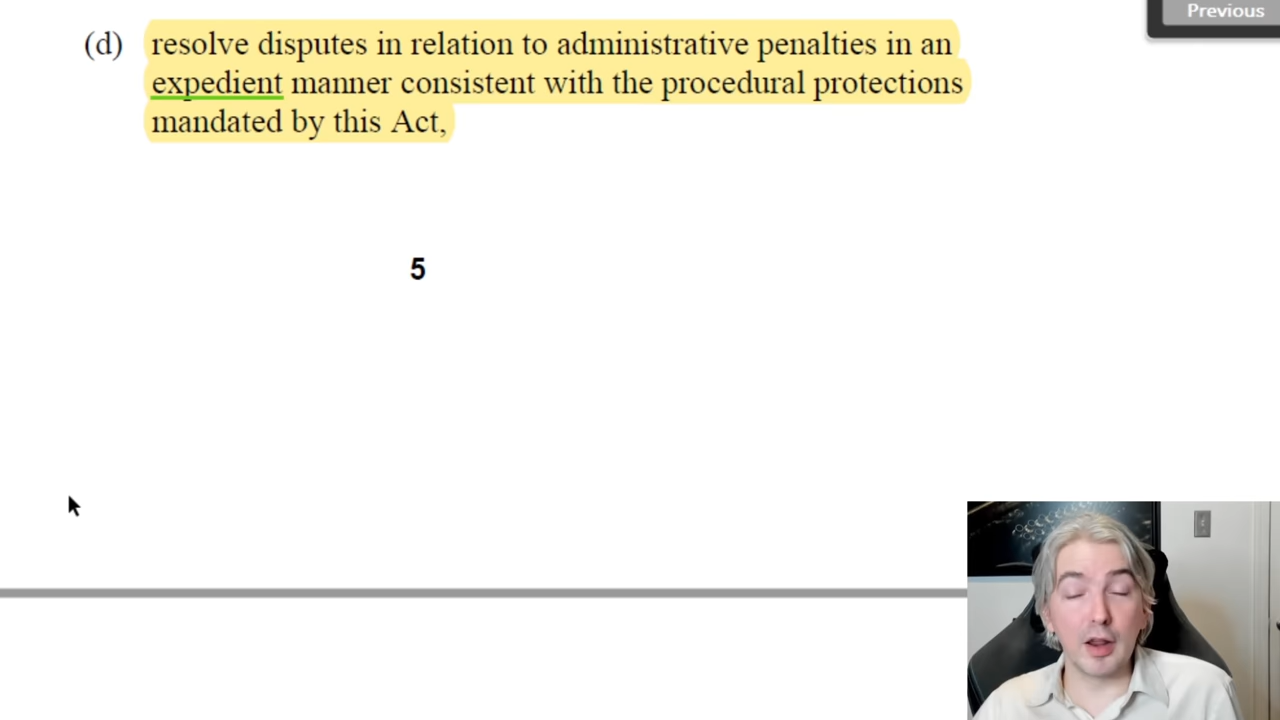 Previous
(d) resolve disputes in relation to administrative penalties in an
expedient manner consistent with the procedural protections
mandated by this Act,
5